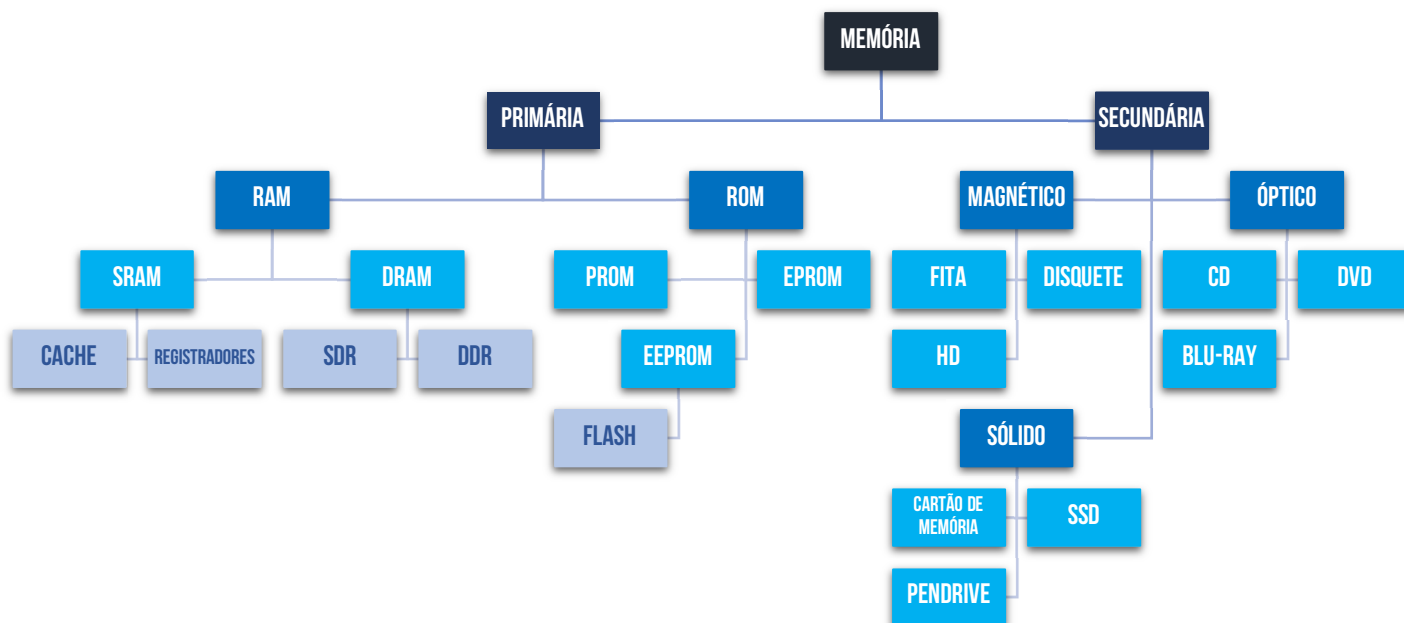 MEMÓRIA
PRIMÁRIA
SECUNDÁRIA
RAM
ROM
MAGNÉTICO
ÓPTICO
SRAM
DRAM
PROM
EPROM
FITA
DISQUETE
CD
DVD
CACHE
REGISTRADORES
SDR
DDR
EEPROM
HD
BLU-RAY
FLASH
SÓLIDO
CARTÃO DE
MEMÓRIA
SSD
PENDRIVE